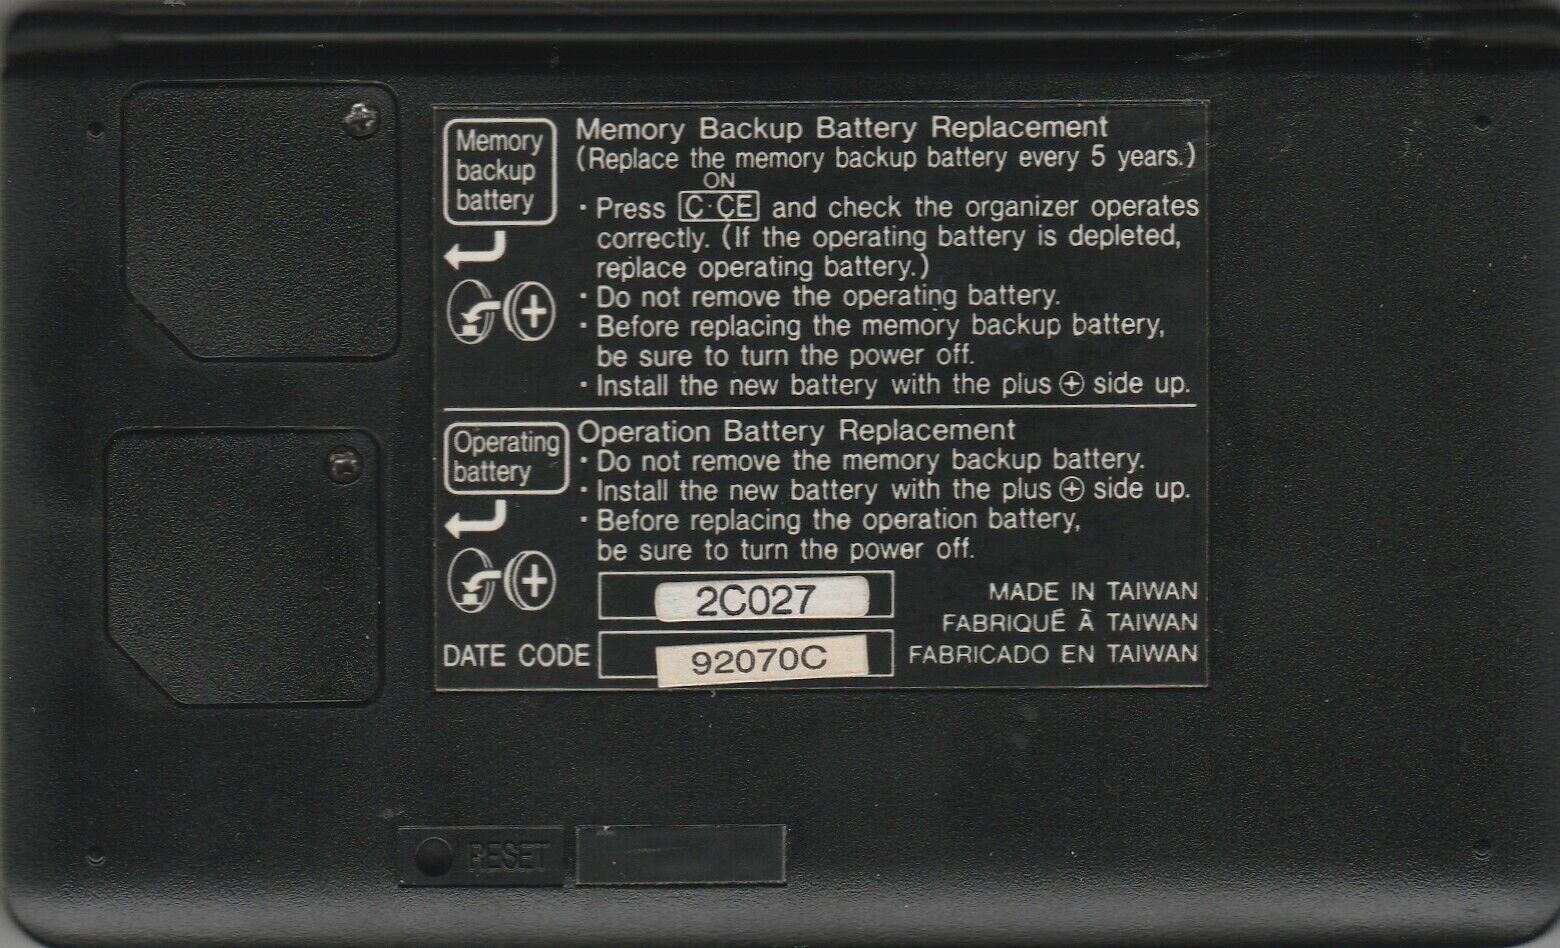 Memory
backup
battery
Memory Backup Battery Replacement
(Replace the memory backup battery every 5 years.)
ON
· Press C·CE and check the organizer operates
correctly. (If the operating battery is depleted,
replace operating battery.)
· Do not remove the operating battery.
· Before replacing the memory backup battery,
be sure to turn the power off.
· Install the new battery with the plus ⊕ side up.
+
Operating
battery
Operation Battery Replacement
· Do not remove the memory backup battery.
· Install the new battery with the plus ⊕ side up.
· Before replacing the operation battery,
be sure to turn the power off.
+
2C027
DATE CODE 92070C
MADE IN TAIWAN
FABRIQUÉ À TAIWAN
FABRICADO EN TAIWAN
RESET